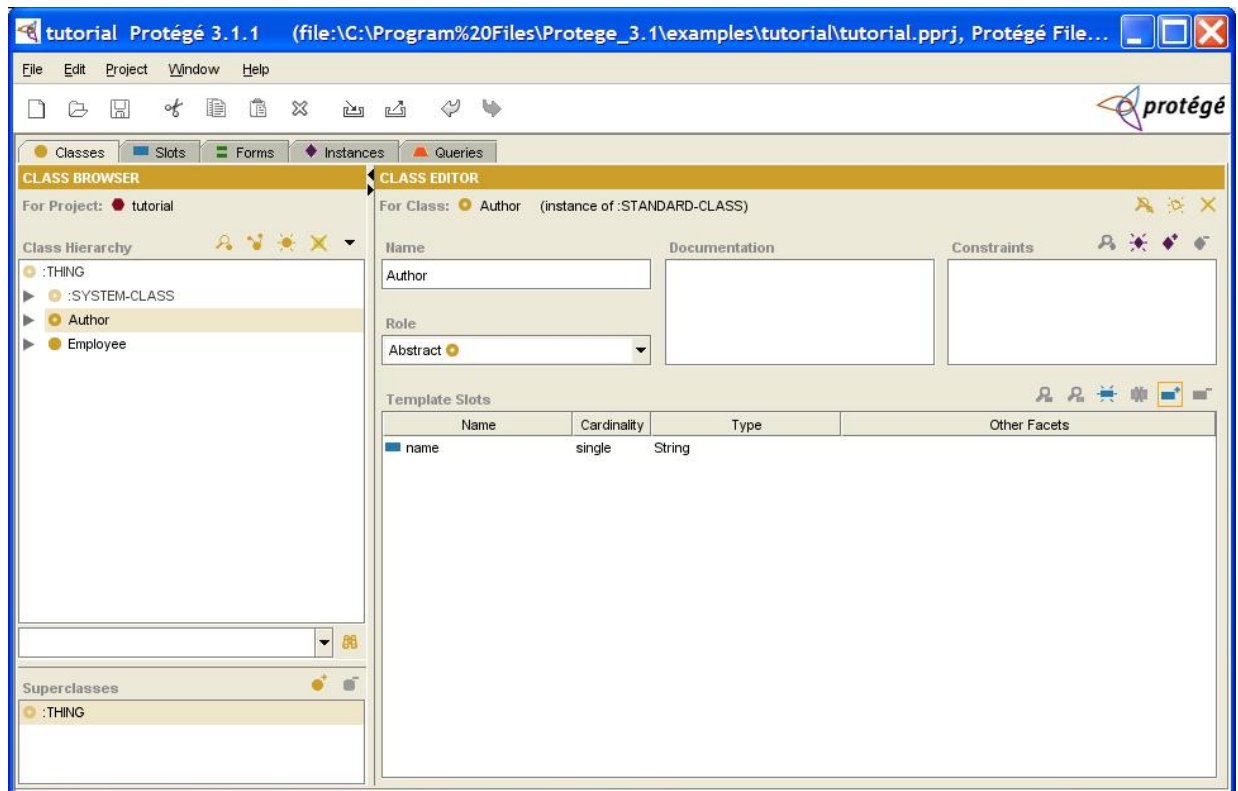 tutorial Protégé 3.1.1 (file:\C:\Program%20Files\Protege_3.1\examples\tutorial\tutorial.pprj, Protégé File...
File Edit Project Window Help
protégé
Classes Slots Forms Instances Queries
CLASS BROWSER
For Project: tutorial
Class Hierarchy
:THING
:SYSTEM-CLASS
Author
Employee
Superclasses
:THING
CLASS EDITOR
For Class: Author (instance of :STANDARD-CLASS)
Name Documentation Constraints
Author
Role
Abstract
Template Slots
Name Cardinality Type Other Facets
name single String